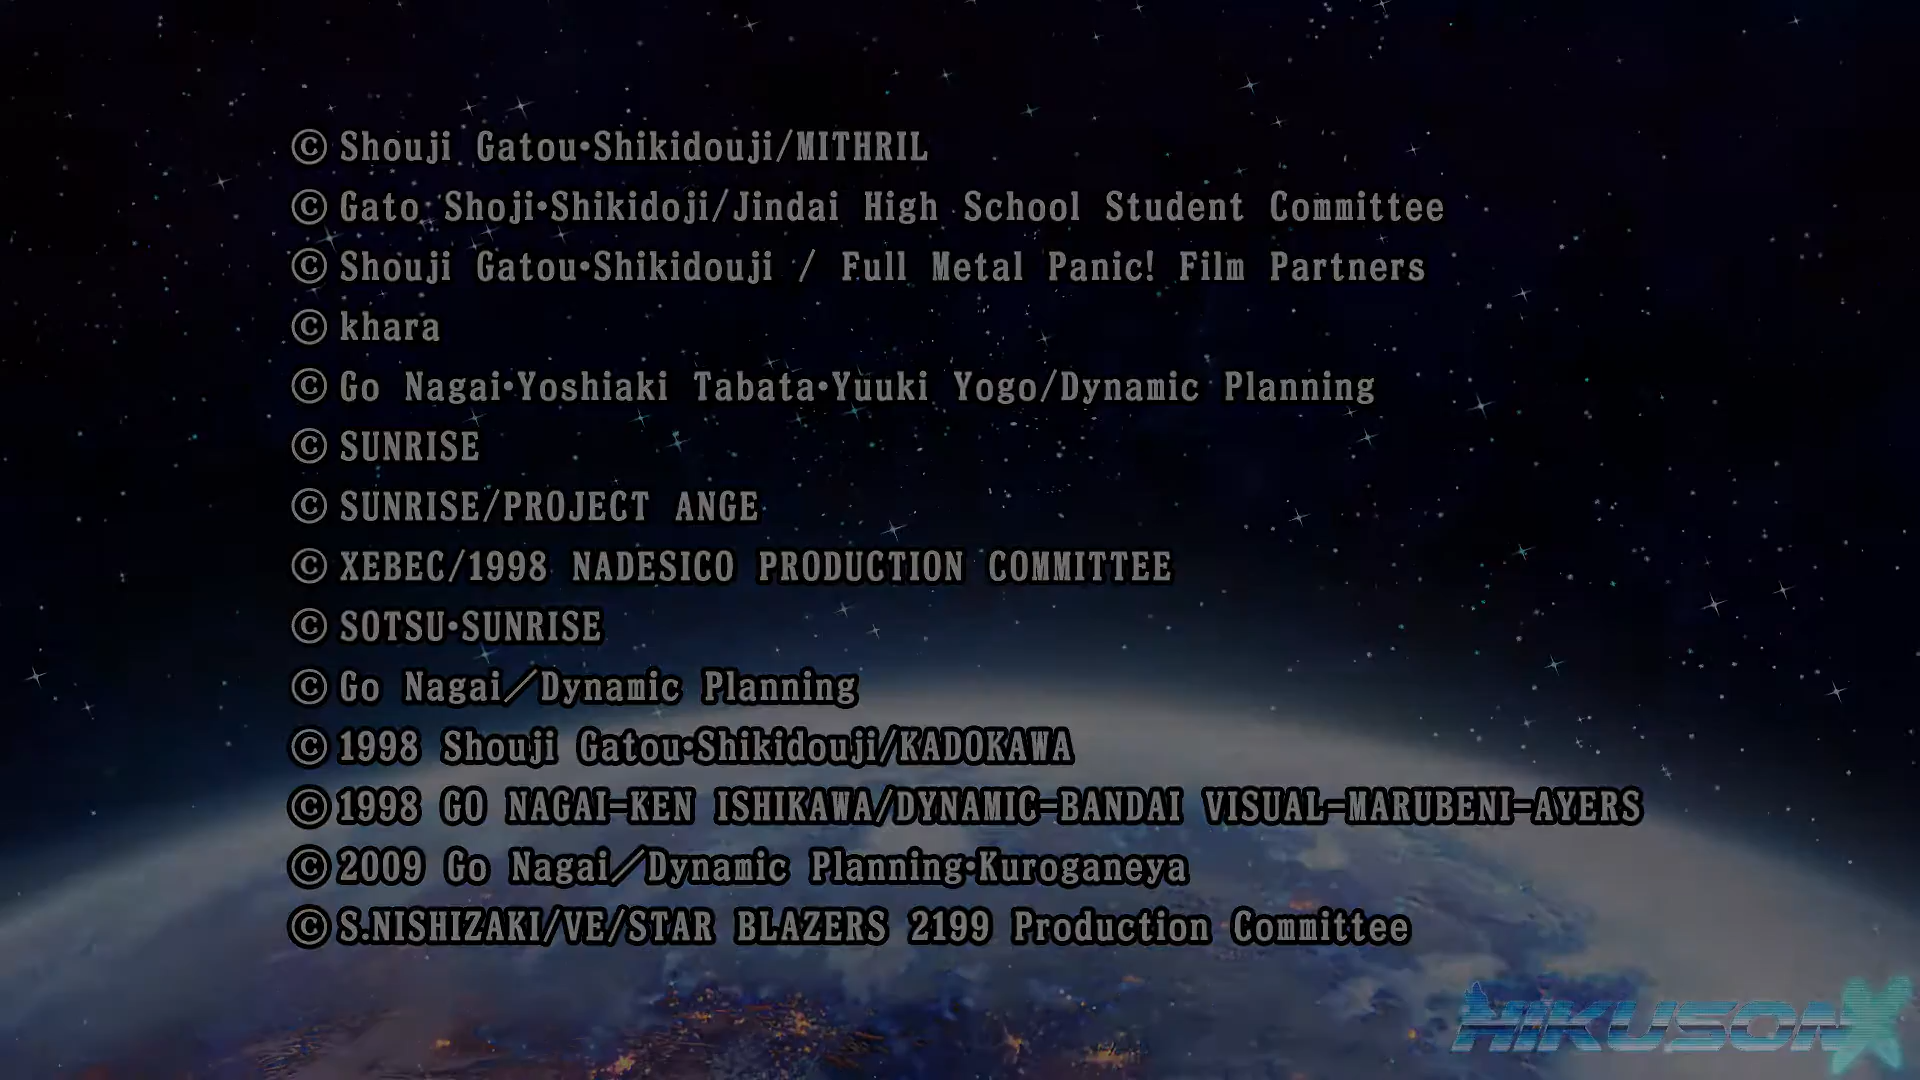 © Shouji Gatou•Shikidouji/MITHRIL
© Gato Shoji•Shikidoji/Jindai High School Student Committee
© Shouji Gatou•Shikidouji / Full Metal Panic! Film Partners
© khara
© Go Nagai•Yoshiaki Tabata•Yuuki Yogo/Dynamic Planning
© SUNRISE
© SUNRISE/PROJECT ANGE
© XEBEC/1998 NADESICO PRODUCTION COMMITTEE
© SOTSU•SUNRISE
© Go Nagai／Dynamic Planning
© 1998 Shouji Gatou•Shikidouji/KADOKAWA
© 1998 GO NAGAI-KEN ISHIKAWA/DYNAMIC-BANDAI VISUAL-MARUBENI-AYERS
© 2009 Go Nagai／Dynamic Planning•Kuroganeya
© S.NISHIZAKI/VE/STAR BLAZERS 2199 Production Committee
NIKUSONX